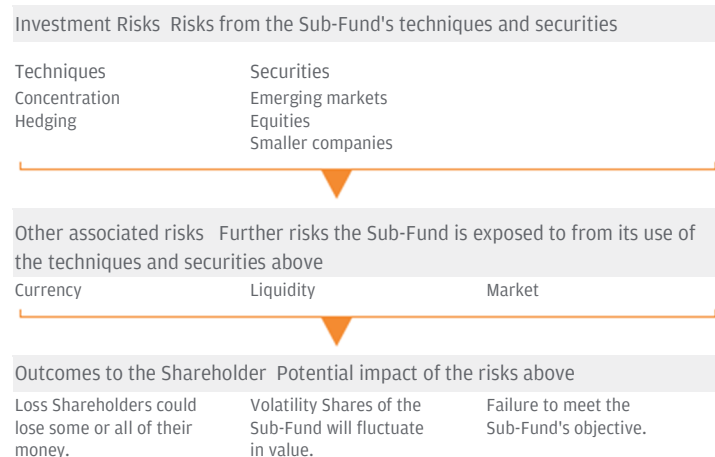 Investment Risks Risks from the Sub-Fund's techniques and securities
Techniques
Concentration
Hedging
Securities
Emerging markets
Equities
Smaller companies
Other associated risks Further risks the Sub-Fund is exposed to from its use of
the techniques and securities above
Currency
Liquidity
Market
Outcomes to the Shareholder Potential impact of the risks above
Loss Shareholders could
lose some or all of their
money.
Volatility Shares of the
Sub-Fund will fluctuate
in value.
Failure to meet the
Sub-Fund's objective.